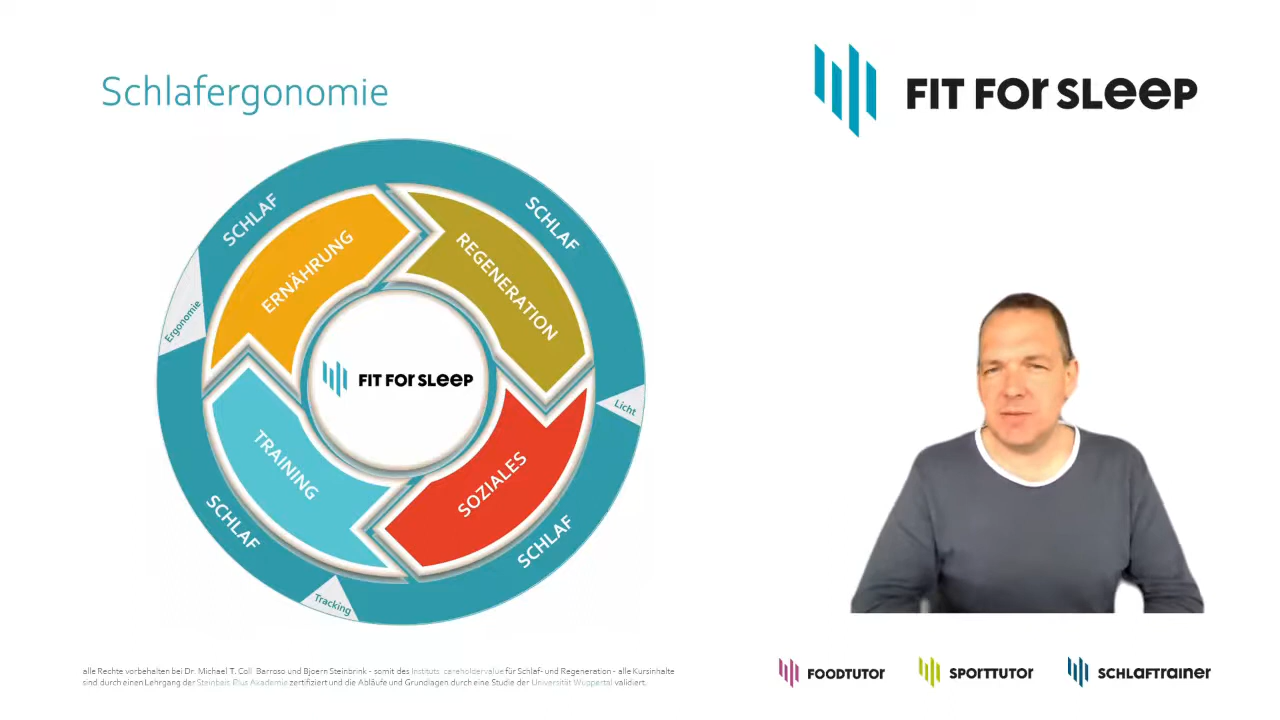 Schlafergonomie
FIT FOR SLEEP
SCHLAF
SCHLAF
ERNÄHRUNG
REGENERATION
Ergonomie
FIT FOR SLEEP
Licht
TRAINING
SOZIALES
SCHLAF
SCHLAF
Tracking
alle Rechte vorbehalten bei Dr. Michael T. Coll. Barroso und Bjoern Steinbrink - somit des Instituts: careholdervalue für Schlaf- und Regeneration - alle Kursinhalte
sind durch einen Lehrgang der Steinbeis Plus Akademie zertifiziert und die Abläufe und Grundlagen durch eine Studie der Universität Wuppertal validiert.
FOODTUTOR
SPORTTUTOR
SCHLAFTRAINER